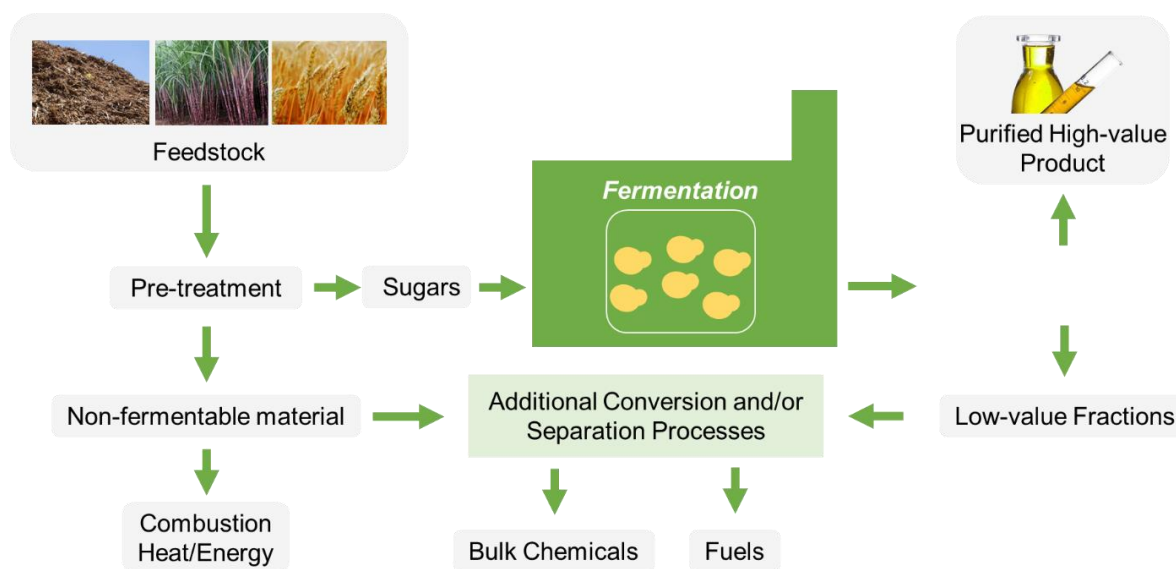 Feedstock
Purified High-value
Product
Fermentation
Pre-treatment
Sugars
Non-fermentable material
Additional Conversion and/or
Separation Processes
Low-value Fractions
Combustion
Heat/Energy
Bulk Chemicals
Fuels